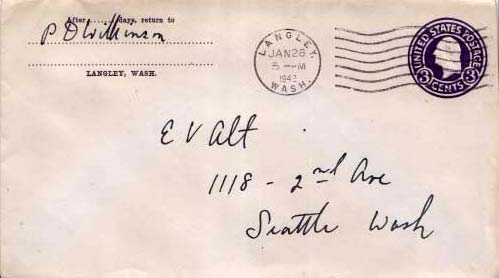 After......days, return to
P D Wilkinson
LANGLEY, WASH.
LANGLEY,
JAN 28
5 - M
1942
WASH.
UNITED STATES POSTAGE
3 CENTS 3
E V Alt
1118 - 2nd Ave
Seattle Wash